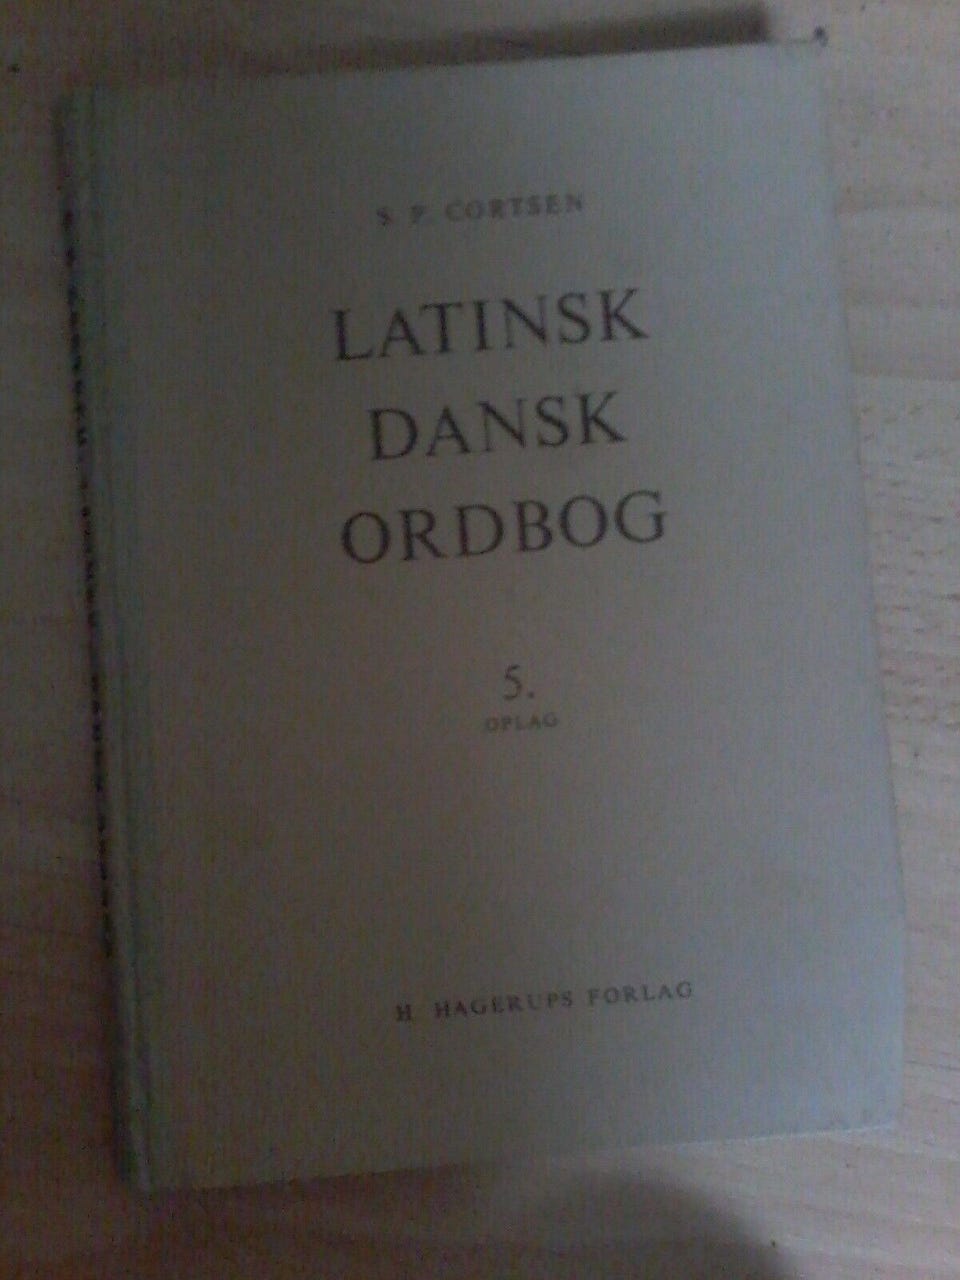 S. P. CORTSEN
LATINSK
DANSK
ORDBOG
5.
OPLAG
H. HAGERUPS FORLAG